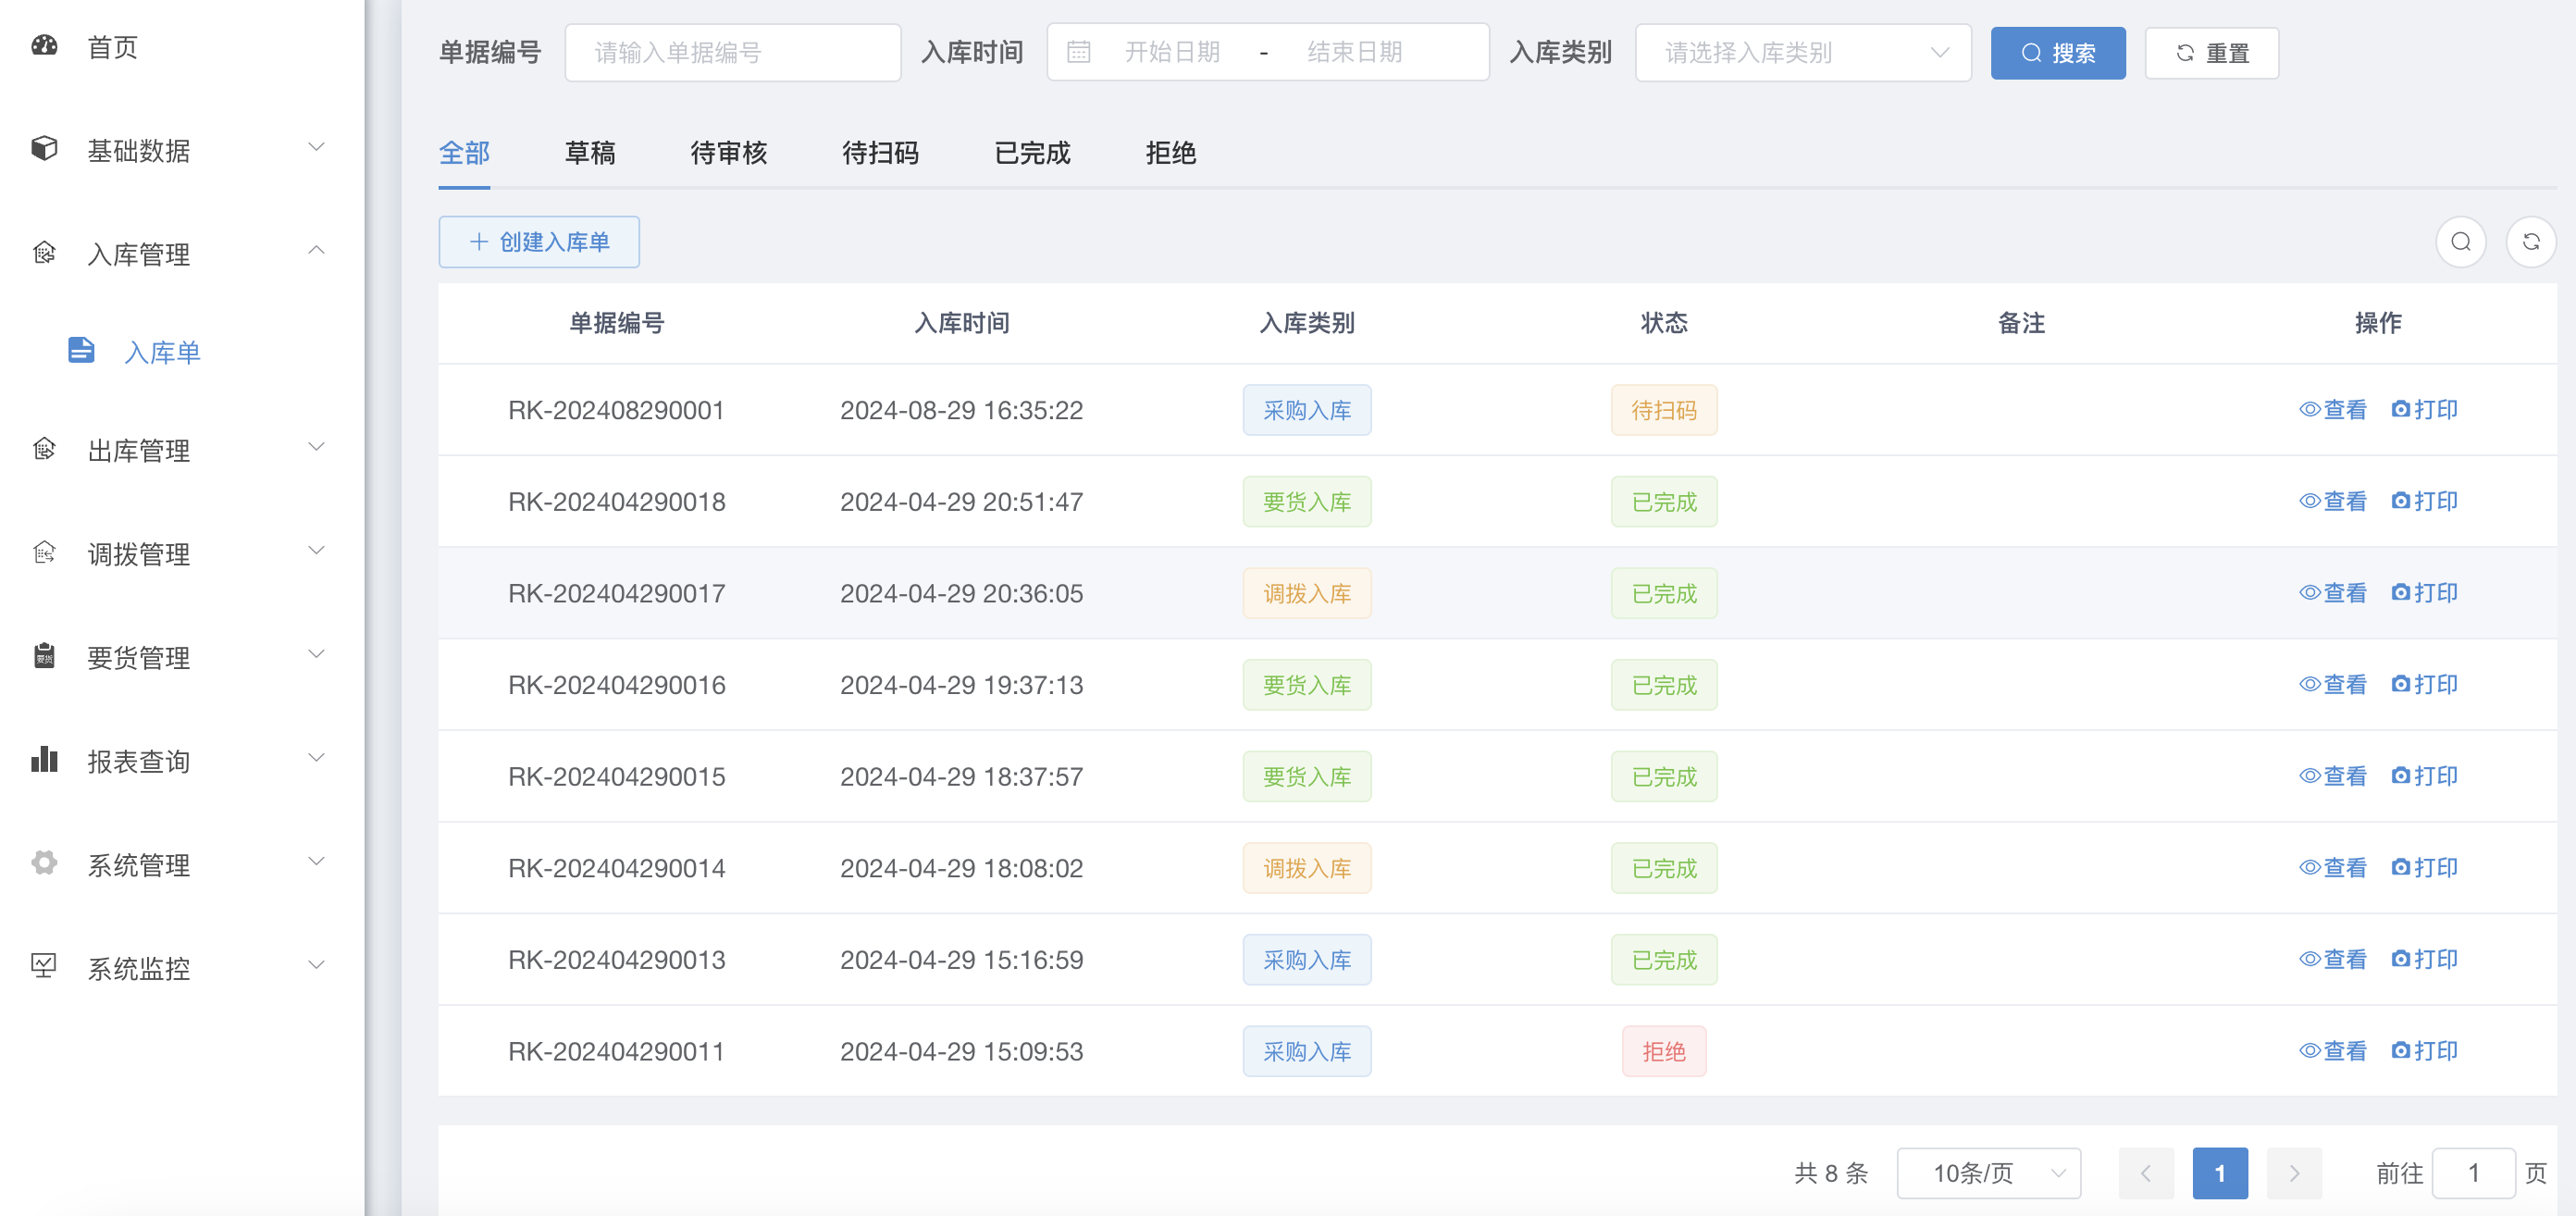 首页
基础数据
入库管理
入库单
出库管理
调拨管理
要货
要货管理
报表查询
系统管理
系统监控
单据编号 请输入单据编号 入库时间 开始日期 - 结束日期 入库类别 请选择入库类别 搜索 重置
全部 草稿 待审核 待扫码 已完成 拒绝
创建入库单
单据编号 入库时间 入库类别 状态 备注 操作
RK-202408290001 2024-08-29 16:35:22 采购入库 待扫码 查看 打印
RK-202404290018 2024-04-29 20:51:47 要货入库 已完成 查看 打印
RK-202404290017 2024-04-29 20:36:05 调拨入库 已完成 查看 打印
RK-202404290016 2024-04-29 19:37:13 要货入库 已完成 查看 打印
RK-202404290015 2024-04-29 18:37:57 要货入库 已完成 查看 打印
RK-202404290014 2024-04-29 18:08:02 调拨入库 已完成 查看 打印
RK-202404290013 2024-04-29 15:16:59 采购入库 已完成 查看 打印
RK-202404290011 2024-04-29 15:09:53 采购入库 拒绝 查看 打印
共 8 条 10条/页 1 前往 1 页